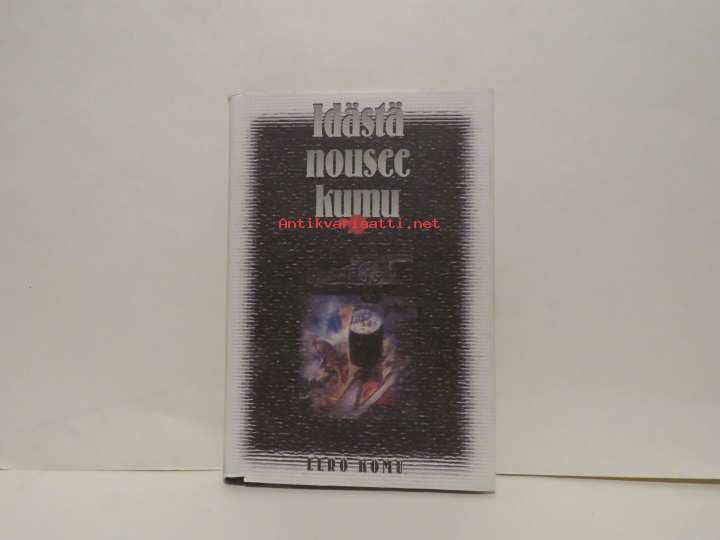 Idästä
nousee
kumu
Antikvariaatti.net
EERO KOMU